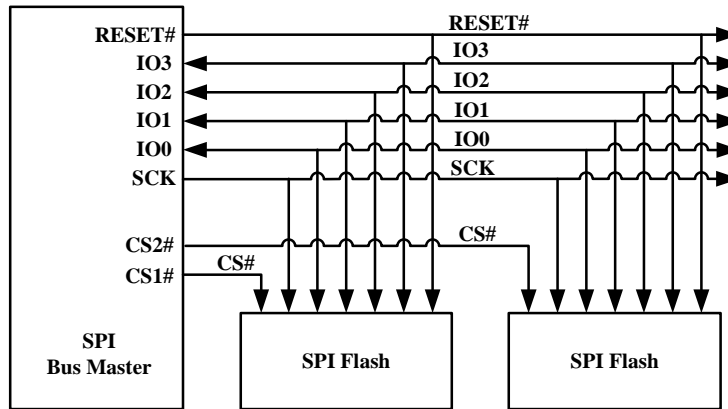 RESET# RESET#
IO3 IO3
IO2 IO2
IO1 IO1
IO0 IO0
SCK SCK
CS2# CS#
CS1# CS#
SPI
Bus Master
SPI Flash SPI Flash